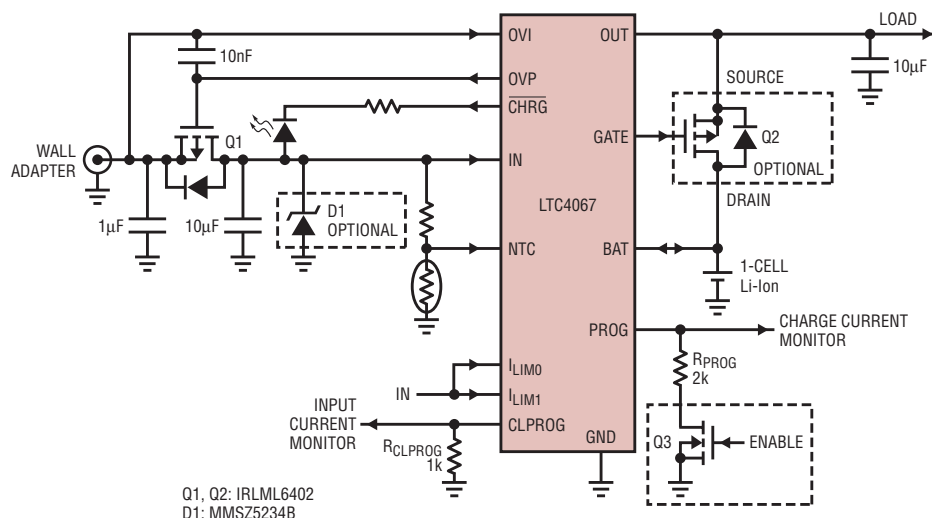 OVI
OUT
LOAD
10nF
OVP
10µF
SOURCE
C̅H̅R̅G̅
Q1
GATE
Q2
WALL
ADAPTER
IN
OPTIONAL
LTC4067
DRAIN
1µF
10µF
D1
OPTIONAL
NTC
BAT
1-CELL
Li-Ion
PROG
CHARGE CURRENT
MONITOR
RPROG
2k
ILIM0
IN
ILIM1
INPUT
CURRENT
MONITOR
CLPROG
GND
Q3
ENABLE
RCLPROG
1k
Q1, Q2: IRLML6402
D1: MMSZ5234B